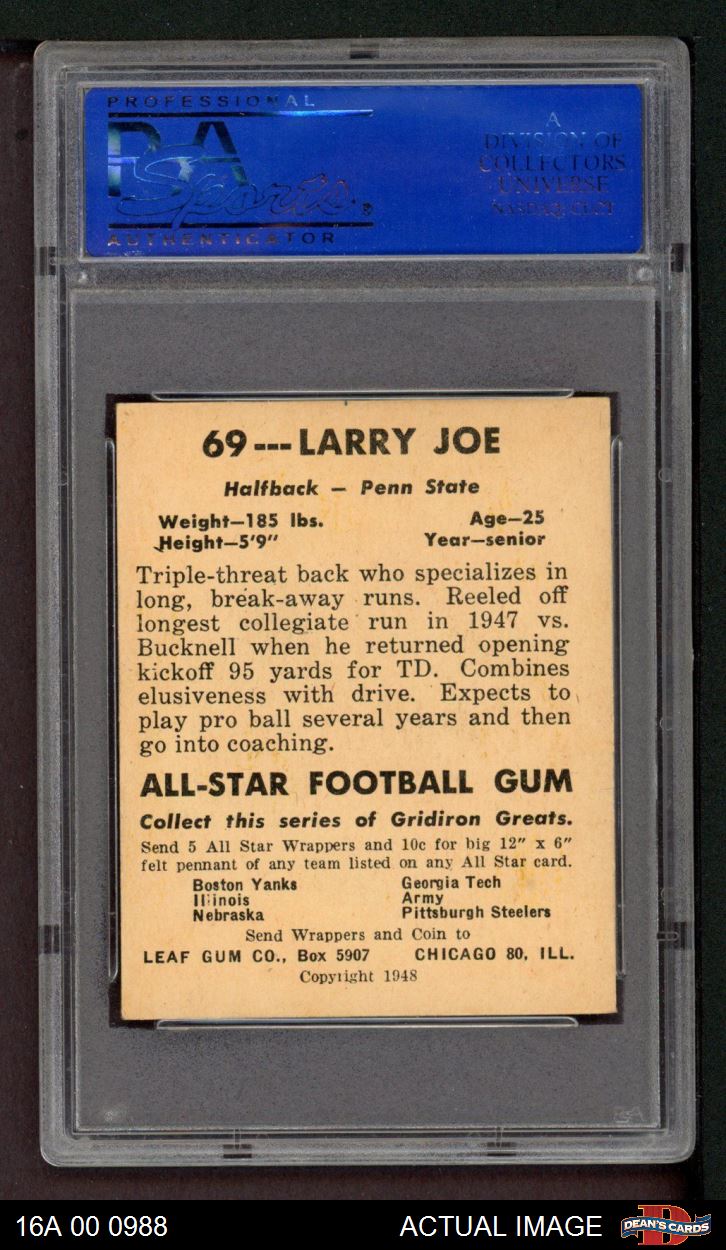 PROFESSIONAL
PSA
Sports
AUTHENTICATOR
A
DIVISION OF
COLLECTORS
UNIVERSE
NASDAQ: CLCT
69---LARRY JOE
Halfback — Penn State
Weight—185 lbs. Age—25
Height—5'9" Year—senior
Triple-threat back who specializes in
long, break-away runs. Reeled off
longest collegiate run in 1947 vs.
Bucknell when he returned opening
kickoff 95 yards for TD. Combines
elusiveness with drive. Expects to
play pro ball several years and then
go into coaching.
ALL-STAR FOOTBALL GUM
Collect this series of Gridiron Greats.
Send 5 All Star Wrappers and 10c for big 12" x 6"
felt pennant of any team listed on any All Star card.
Boston Yanks Georgia Tech
Illinois Army
Nebraska Pittsburgh Steelers
Send Wrappers and Coin to
LEAF GUM CO., Box 5907 CHICAGO 80, ILL.
Copyright 1948
16A 00 0988 ACTUAL IMAGE DEAN'S CARDS